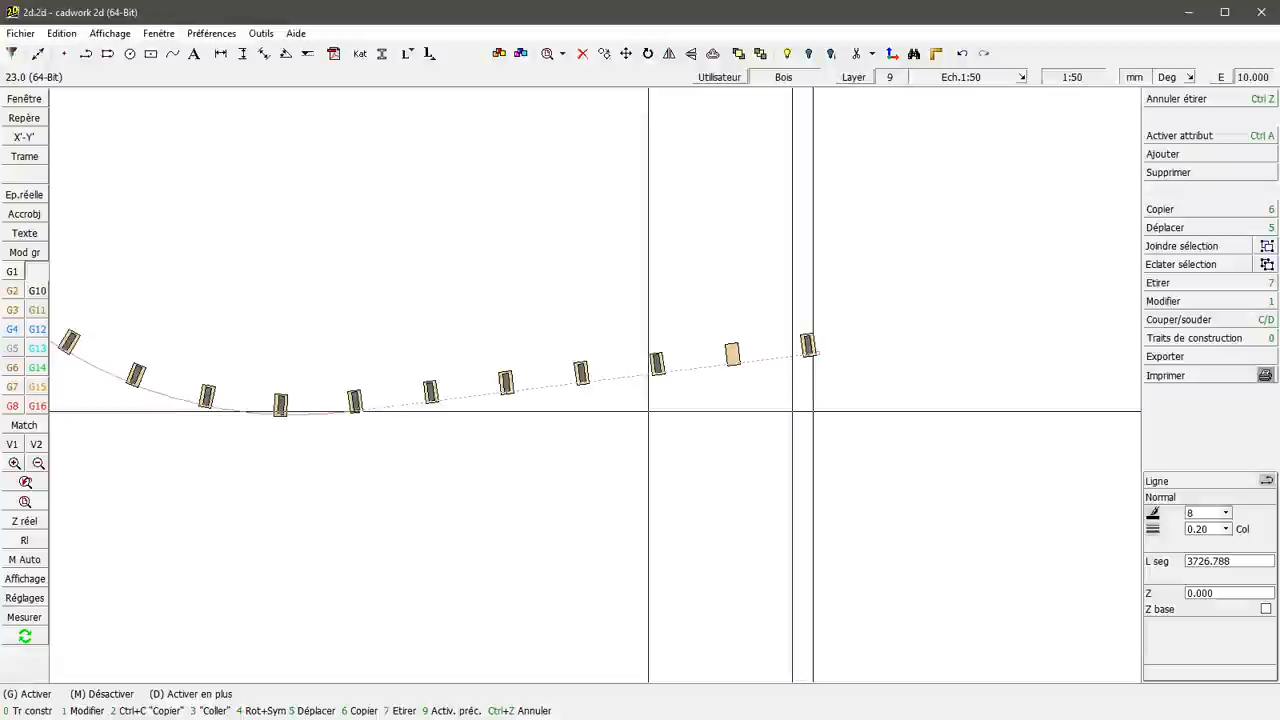 2d.2d - cadwork 2d (64-Bit)
Fichier Edition Affichage Fenêtre Préférences Outils Aide
Kat
23.0 (64-Bit) Utilisateur Bois Layer 9 Ech.1:50 1:50 mm Deg E 10.000
Fenêtre
Repère
X'-Y'
Trame
Ep.réelle
Accrobj
Texte
Mod gr
G1
G2 G10
G3 G11
G4 G12
G5 G13
G6 G14
G7 G15
G8 G16
Match
V1 V2
Z réel
Rl
M Auto
Affichage
Réglages
Mesurer
Annuler étirer Ctrl Z
Activer attribut Ctrl A
Ajouter
Supprimer
Copier 6
Déplacer 5
Joindre sélection
Eclater sélection
Etirer 7
Modifier 1
Couper/souder C/D
Traits de construction 0
Exporter
Imprimer
Ligne
Normal
8
0.20 Col
L seg 3726.788
Z 0.000
Z base
(G) Activer (M) Désactiver (D) Activer en plus
0 Tr constr 1 Modifier 2 Ctrl+C "Copier" 3 "Coller" 4 Rot+Sym 5 Déplacer 6 Copier 7 Etirer 9 Activ. préc. Ctrl+Z Annuler